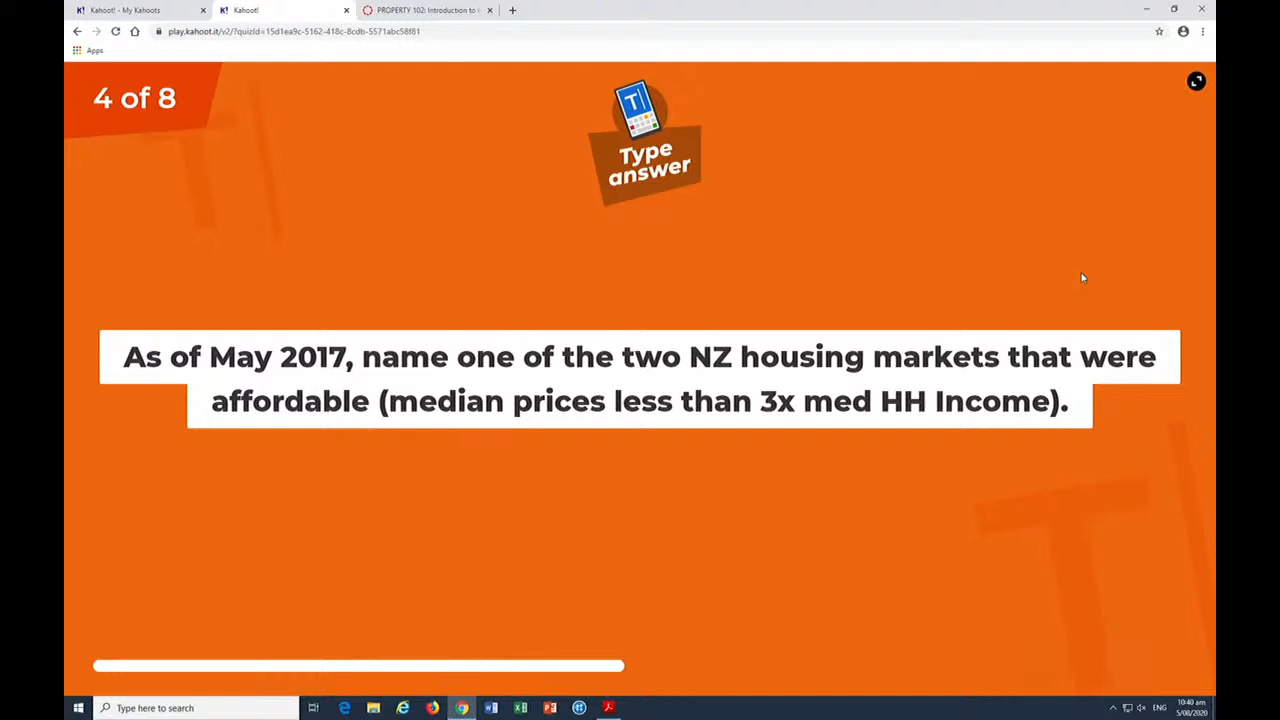 Kahoot! - My Kahoots
Kahoot!
PROPERTY 102: Introduction to
play.kahoot.it/v2/?quizId=15d1ea9c-5162-418c-8cdb-5571abc58f81
Apps
4 of 8
T|
Type
answer
As of May 2017, name one of the two NZ housing markets that were
affordable (median prices less than 3x med HH Income).
Type here to search
ENG
10:40 am
5/08/2020